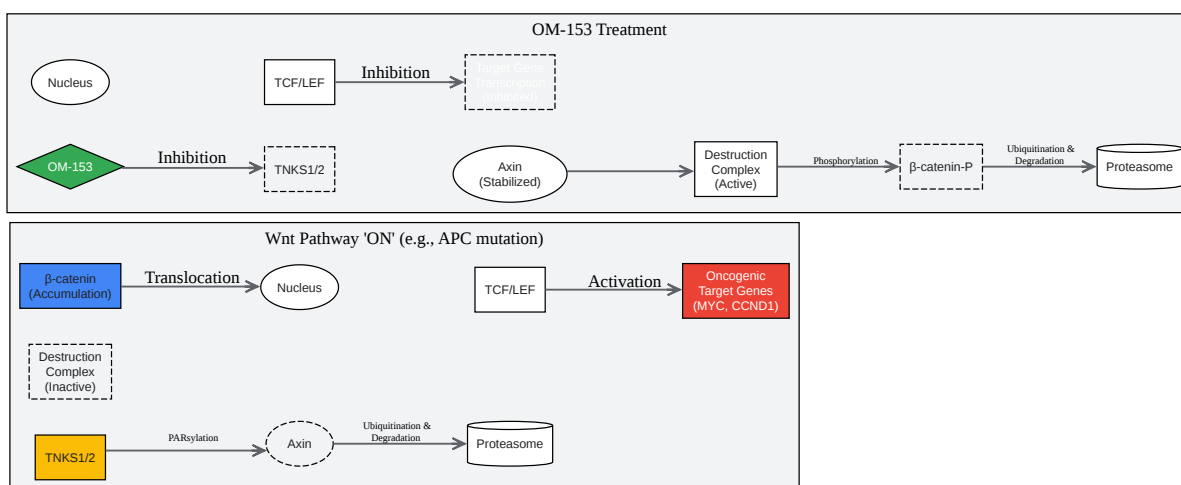 OM-153 Treatment
Nucleus
TCF/LEF
Inhibition
Target Gene
Transcription
(Inhibited)
OM-153
Inhibition
TNKS1/2
Axin
(Stabilized)
Destruction
Complex
(Active)
Phosphorylation
β-catenin-P
Ubiquitination &
Degradation
Proteasome
Wnt Pathway 'ON' (e.g., APC mutation)
β-catenin
(Accumulation)
Translocation
Nucleus
TCF/LEF
Activation
Oncogenic
Target Genes
(MYC, CCND1)
Destruction
Complex
(Inactive)
TNKS1/2
PARsylation
Axin
Ubiquitination &
Degradation
Proteasome